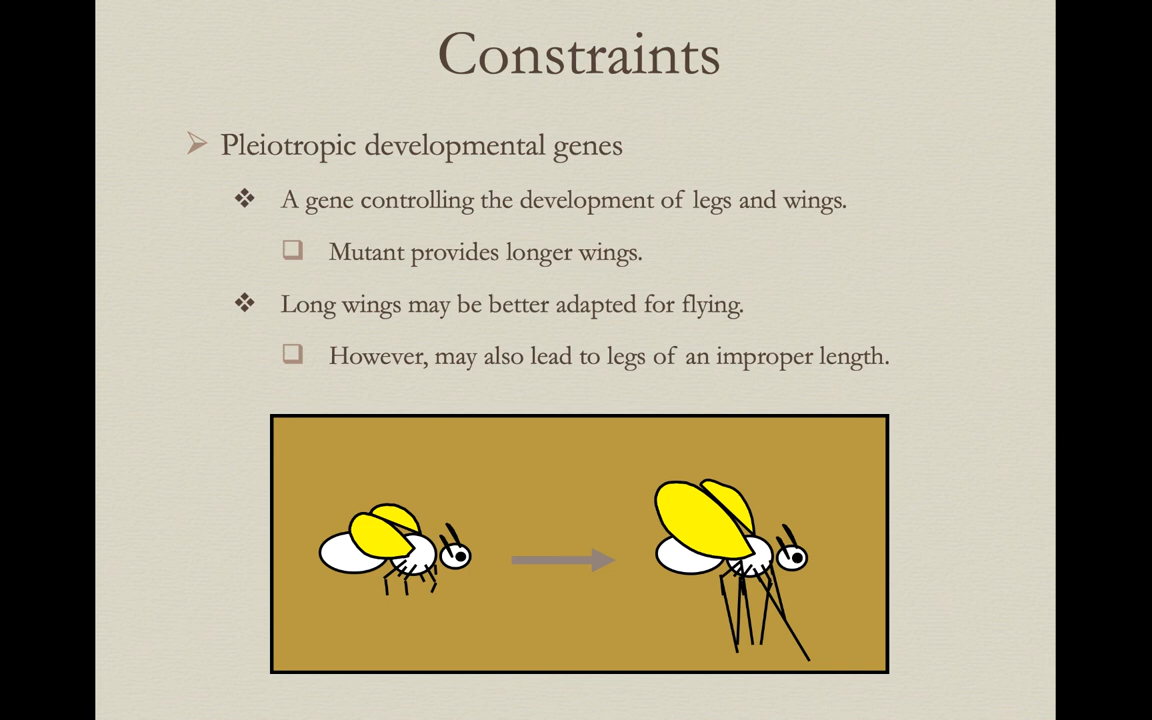 Constraints
Pleiotropic developmental genes
A gene controlling the development of legs and wings.
Mutant provides longer wings.
Long wings may be better adapted for flying.
However, may also lead to legs of an improper length.